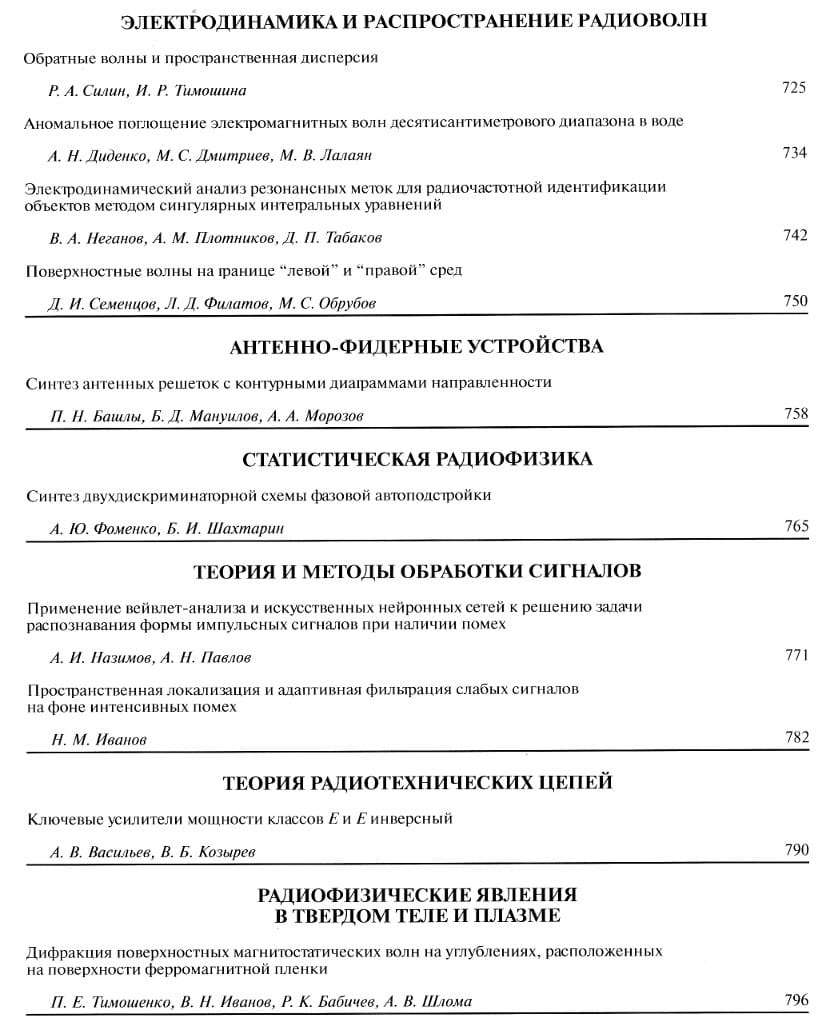 ЭЛЕКТРОДИНАМИКА И РАСПРОСТРАНЕНИЕ РАДИОВОЛН
Обратные волны и пространственная дисперсия
Р. А. Силин, И. Р. Тимошина 725
Аномальное поглощение электромагнитных волн десятисантиметрового диапазона в воде
А. Н. Диденко, М. С. Дмитриев, М. В. Лалаян 734
Электродинамический анализ резонансных меток для радиочастотной идентификации
объектов методом сингулярных интегральных уравнений
В. А. Неганов, А. М. Плотников, Д. П. Табаков 742
Поверхностные волны на границе “левой” и “правой” сред
Д. И. Семенцов, Л. Д. Филатов, М. С. Обрубов 750
АНТЕННО-ФИДЕРНЫЕ УСТРОЙСТВА
Синтез антенных решеток с контурными диаграммами направленности
П. Н. Башлы, Б. Д. Мануилов, А. А. Морозов 758
СТАТИСТИЧЕСКАЯ РАДИОФИЗИКА
Синтез двухдискриминаторной схемы фазовой автоподстройки
А. Ю. Фоменко, Б. И. Шахтарин 765
ТЕОРИЯ И МЕТОДЫ ОБРАБОТКИ СИГНАЛОВ
Применение вейвлет-анализа и искусственных нейронных сетей к решению задачи
распознавания формы импульсных сигналов при наличии помех
А. И. Назимов, А. Н. Павлов 771
Пространственная локализация и адаптивная фильтрация слабых сигналов
на фоне интенсивных помех
Н. М. Иванов 782
ТЕОРИЯ РАДИОТЕХНИЧЕСКИХ ЦЕПЕЙ
Ключевые усилители мощности классов E и E инверсный
А. В. Васильев, В. Б. Козырев 790
РАДИОФИЗИЧЕСКИЕ ЯВЛЕНИЯ
В ТВЕРДОМ ТЕЛЕ И ПЛАЗМЕ
Дифракция поверхностных магнитостатических волн на углублениях, расположенных
на поверхности ферромагнитной пленки
П. Е. Тимошенко, В. Н. Иванов, Р. К. Бабичев, А. В. Шлома 796